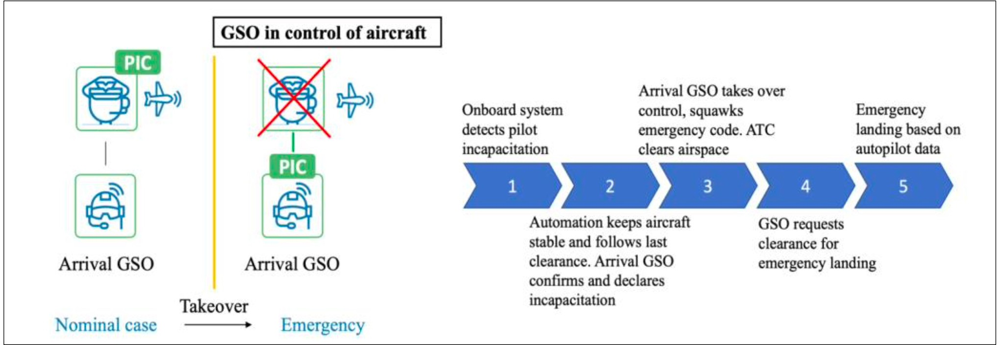 GSO in control of aircraft
PIC
PIC
Arrival GSO
Arrival GSO
Takeover
Nominal case
Emergency
Onboard system
detects pilot
incapacitation
1
Automation keeps aircraft
stable and follows last
clearance. Arrival GSO
confirms and declares
incapacitation
2
Arrival GSO takes over
control, squawks
emergency code. ATC
clears airspace
3
GSO requests
clearance for
emergency landing
4
Emergency
landing based on
autopilot data
5